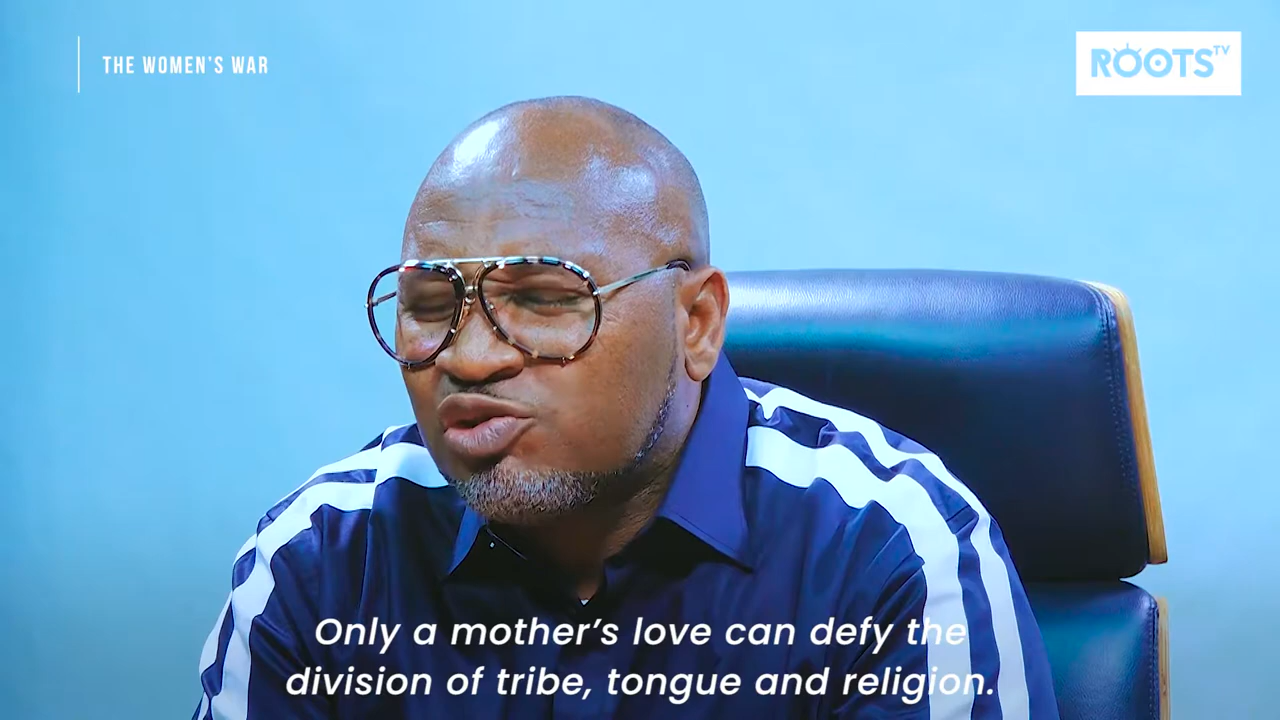 THE WOMEN'S WAR
ROOTS TV
Only a mother's love can defy the
division of tribe, tongue and religion.